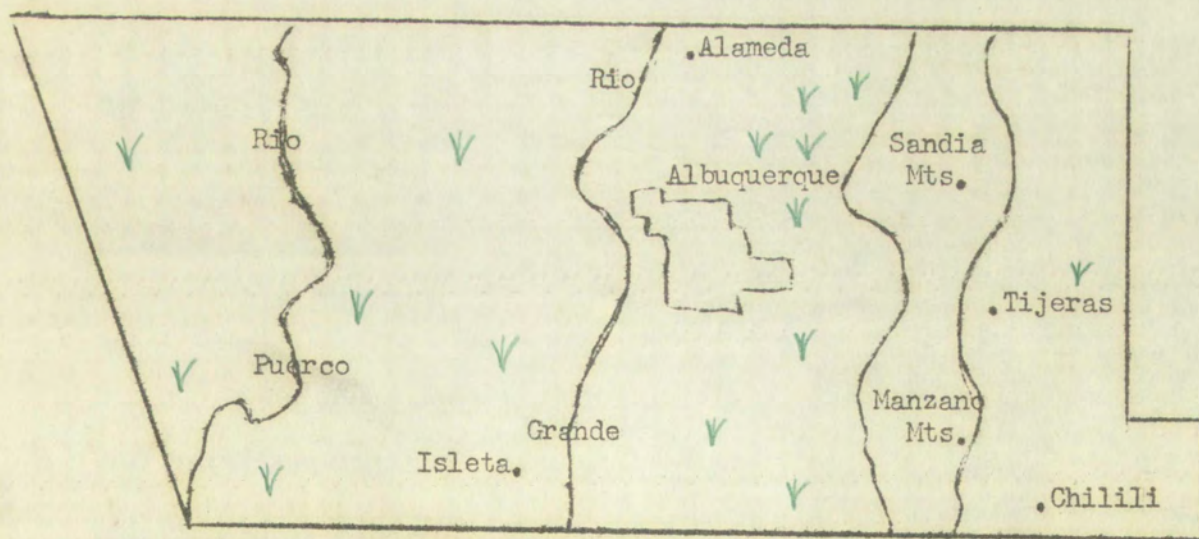 Alameda
Rio
Rio
Sandia
Mts.
Albuquerque
Tijeras
Puerco
Manzano
Mts.
Grande
Isleta
Chilili